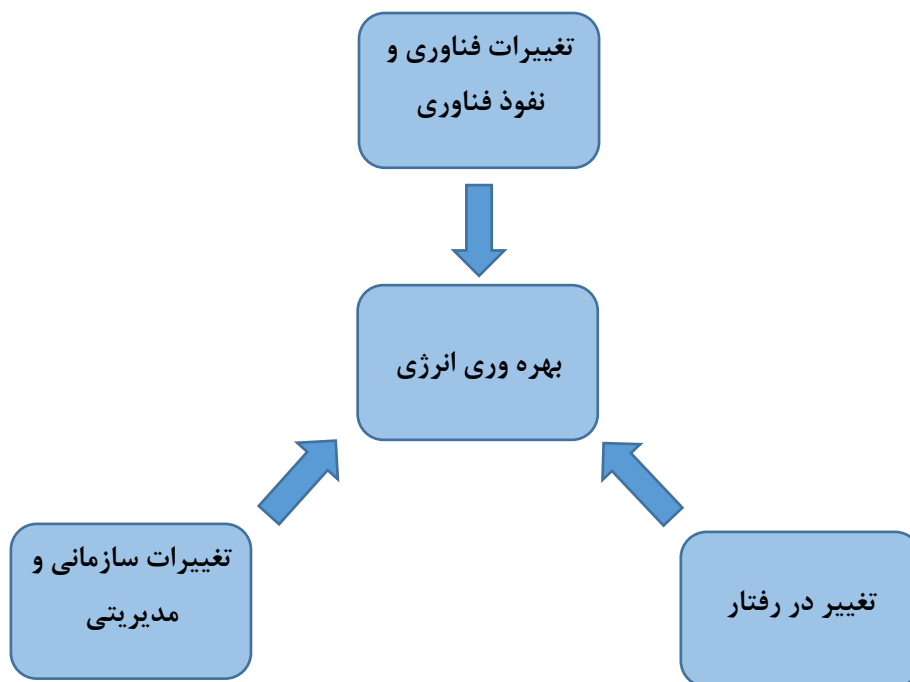 تغییرات فناوری و
نفوذ فناوری
بهره وری انرژی
تغییرات سازمانی و
مدیریتی
تغییر در رفتار